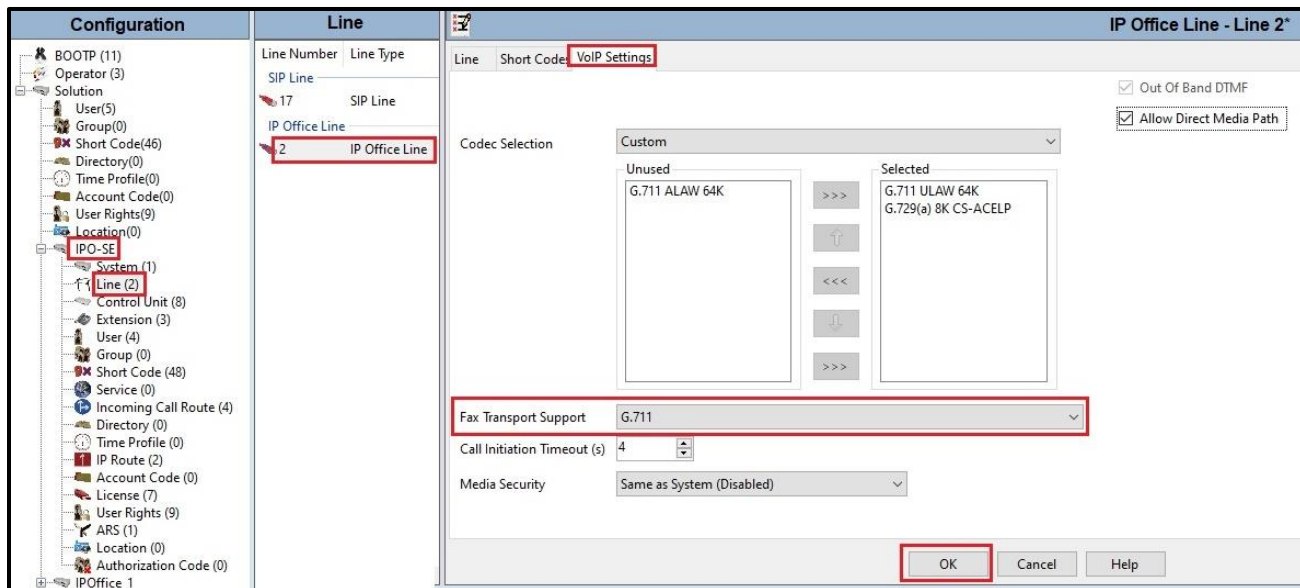 Configuration
BOOTP (11)
Operator (3)
Solution
User(5)
Group(0)
Short Code(46)
Directory(0)
Time Profile(0)
Account Code(0)
User Rights(9)
Location(0)
IPO-SE
System (1)
Line (2)
Control Unit (8)
Extension (3)
User (4)
Group (0)
Short Code (48)
Service (0)
Incoming Call Route (4)
Directory (0)
Time Profile (0)
IP Route (2)
Account Code (0)
License (7)
User Rights (9)
ARS (1)
Location (0)
Authorization Code (0)
IPOffice_1
Line
Line Number Line Type
SIP Line
17 SIP Line
IP Office Line
2 IP Office Line
IP Office Line - Line 2*
Line Short Codes VoIP Settings
Out Of Band DTMF
Allow Direct Media Path
Codec Selection Custom
Unused Selected
G.711 ALAW 64K >>> G.711 ULAW 64K
G.729(a) 8K CS-ACELP
<<<
>>>
Fax Transport Support G.711
Call Initiation Timeout (s) 4
Media Security Same as System (Disabled)
OK Cancel Help